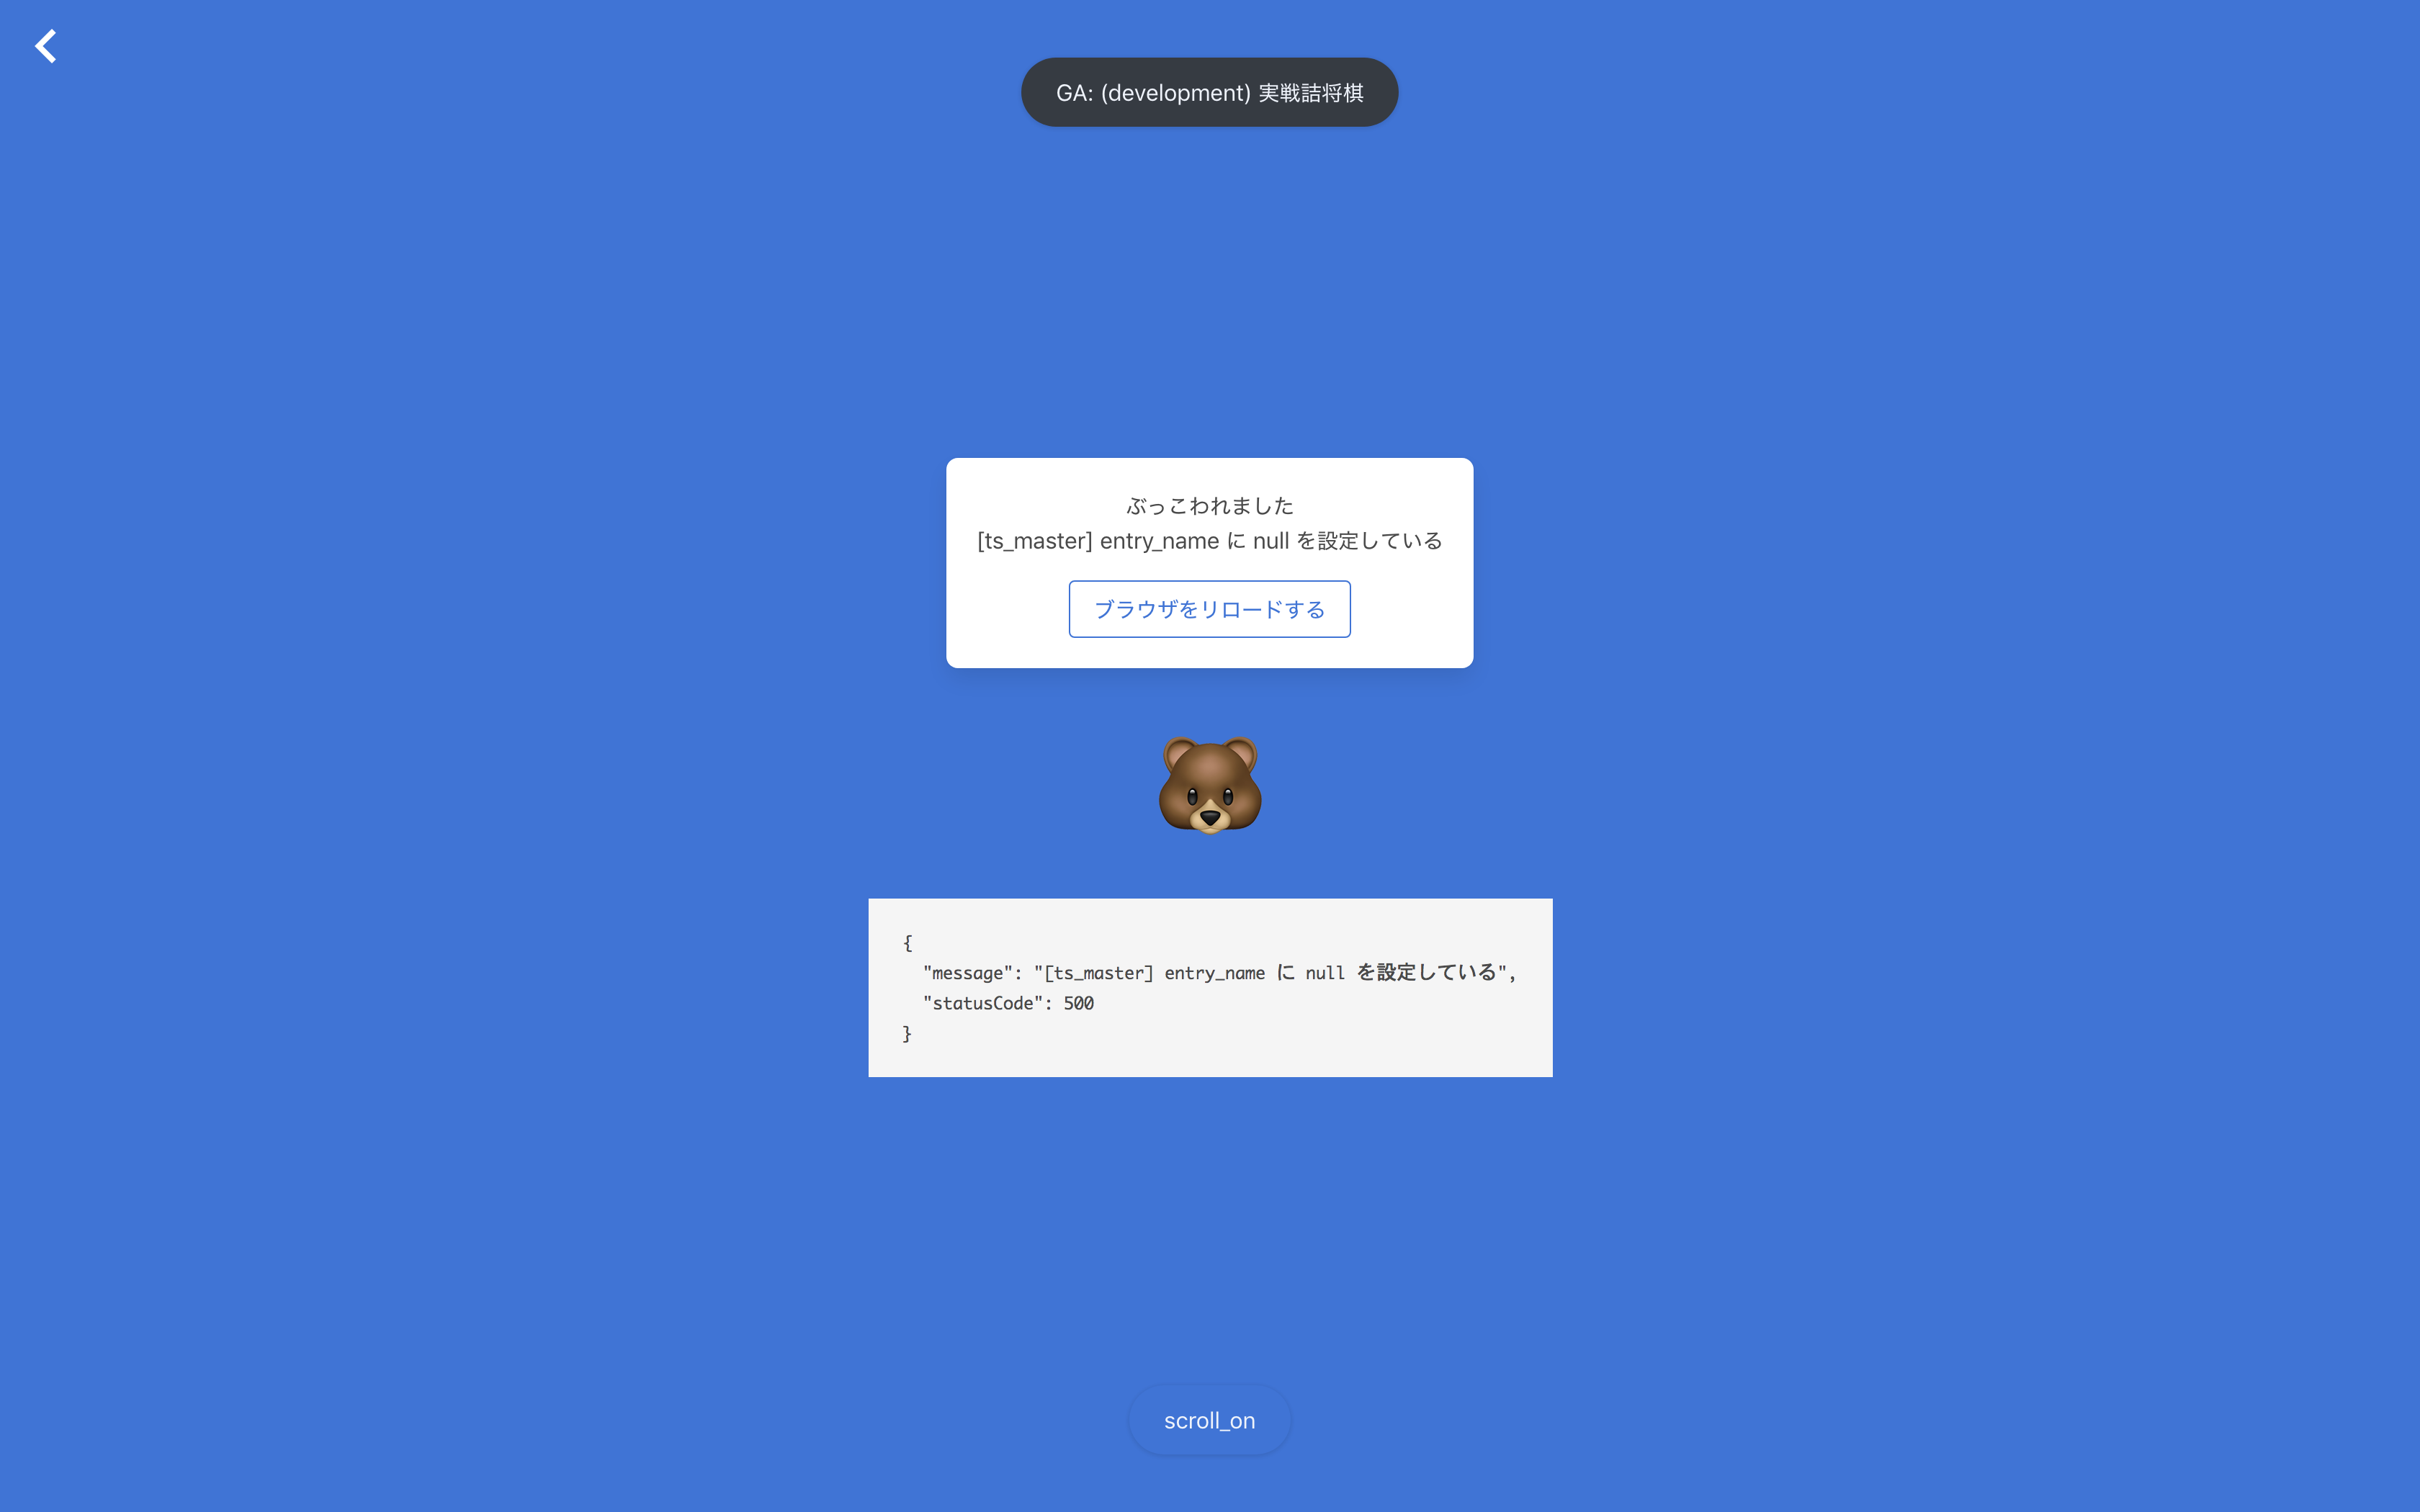 GA: (development) 実戦詰将棋
ぶっこわれました
[ts_master] entry_name に null を設定している
ブラウザをリロードする
{
  "message": "[ts_master] entry_name に null を設定している",
  "statusCode": 500
}
scroll_on